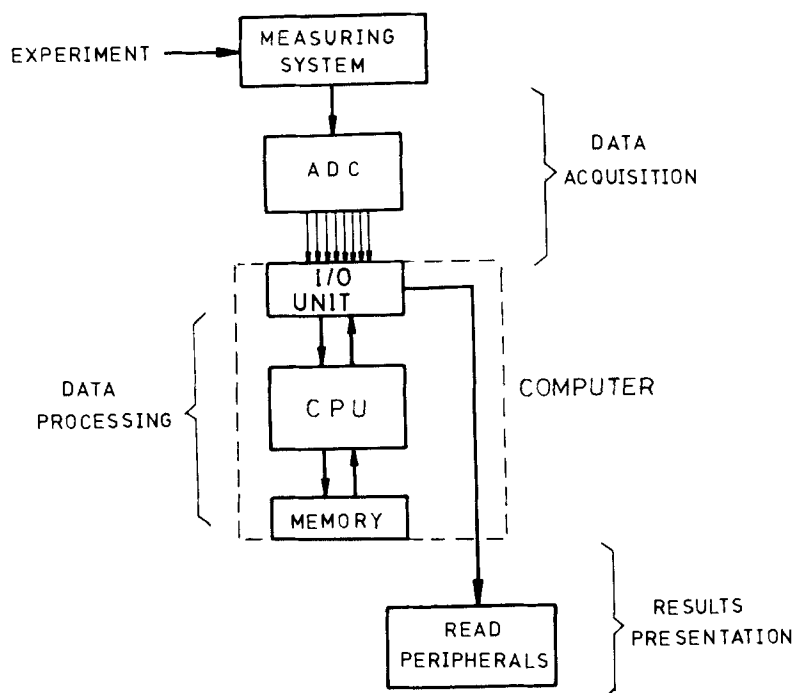 EXPERIMENT
MEASURING
SYSTEM
ADC
DATA
ACQUISITION
I/O
UNIT
DATA
PROCESSING
CPU
COMPUTER
MEMORY
READ
PERIPHERALS
RESULTS
PRESENTATION